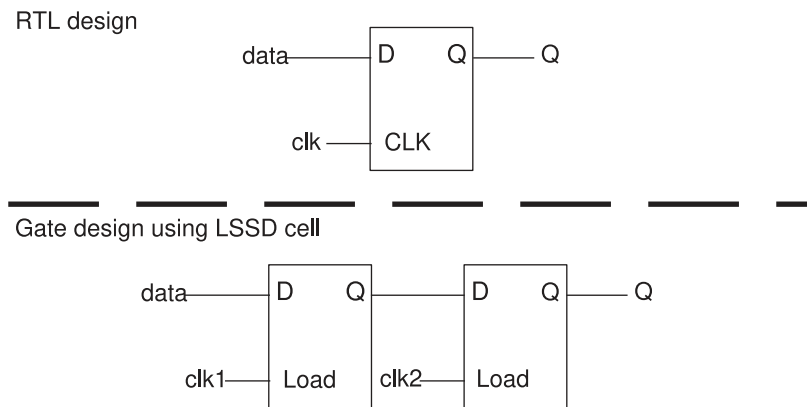 RTL design
data D Q Q
clk CLK
Gate design using LSSD cell
data D Q D Q Q
clk1 Load clk2 Load